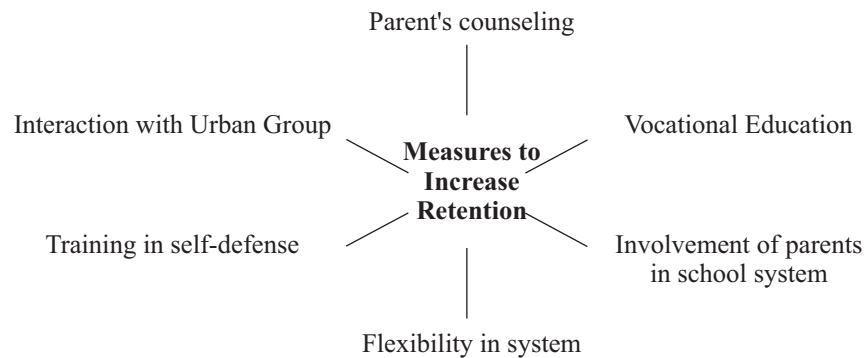 Parent's counseling
Interaction with Urban Group
Vocational Education
Measures to
Increase
Retention
Training in self-defense
Involvement of parents
in school system
Flexibility in system